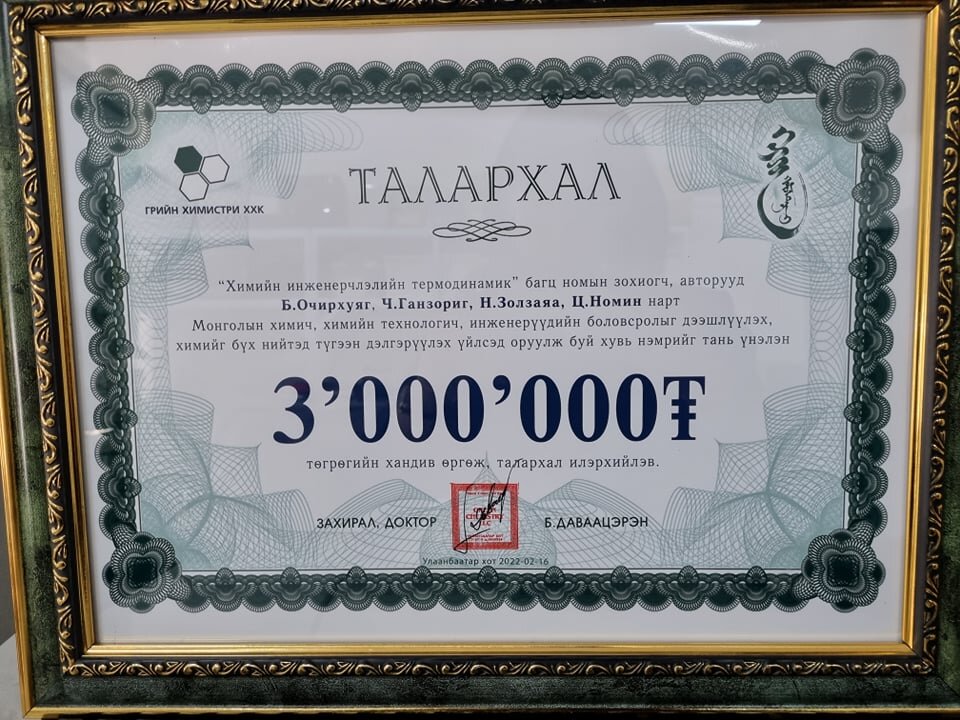 ГРИЙН ХИМИСТРИ ХХК
ТАЛАРХАЛ
“Химийн инженерчлэлийн термодинамик” багц номын зохиогч, авторууд
Б.Очирхуяг, Ч.Ганзориг, Н.Золзаяа, Ц.Номин нарт
Монголын химич, химийн технологич, инженерүүдийн боловсролыг дээшлүүлэх,
химийг бүх нийтэд түгээн дэлгэрүүлэх үйлсэд оруулж буй хувь нэмрийг тань үнэлэн
3’000’000₮
төгрөгийн хандив өргөж, талархал илэрхийлэв.
ЗАХИРАЛ, ДОКТОР Б.ДАВААЦЭРЭН
Улаанбаатар хот 2022-02-16